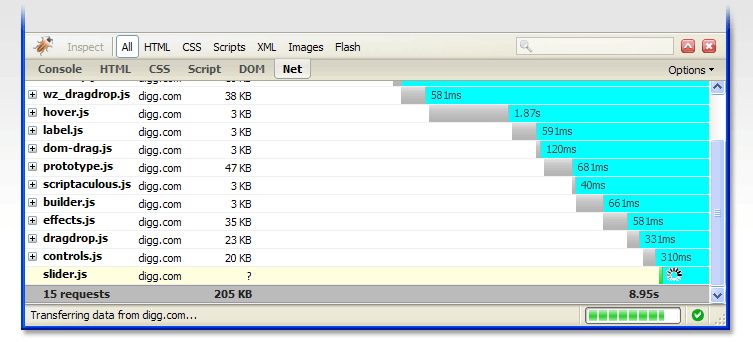 Inspect All HTML CSS Scripts XML Images Flash
Console HTML CSS Script DOM Net Options
wz_dragdrop.js digg.com 38 KB 581ms
hover.js digg.com 3 KB 1.87s
label.js digg.com 3 KB 591ms
dom-drag.js digg.com 3 KB 120ms
prototype.js digg.com 47 KB 681ms
scriptaculous.js digg.com 3 KB 40ms
builder.js digg.com 3 KB 661ms
effects.js digg.com 35 KB 581ms
dragdrop.js digg.com 23 KB 331ms
controls.js digg.com 20 KB 310ms
slider.js digg.com ?
15 requests 205 KB 8.95s
Transferring data from digg.com...